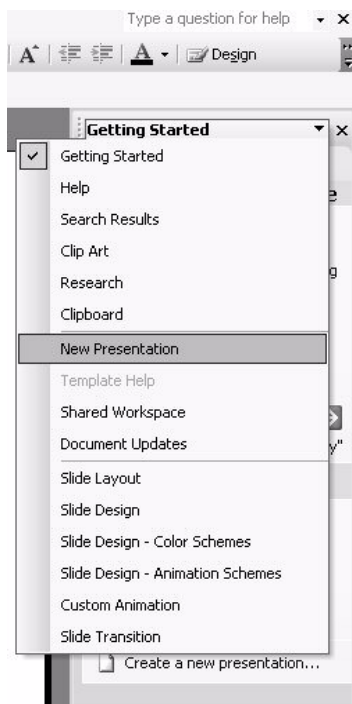 Type a question for help
A
A
Design
Getting Started
Getting Started
Help
Search Results
Clip Art
Research
Clipboard
New Presentation
Template Help
Shared Workspace
Document Updates
Slide Layout
Slide Design
Slide Design - Color Schemes
Slide Design - Animation Schemes
Custom Animation
Slide Transition
Create a new presentation...